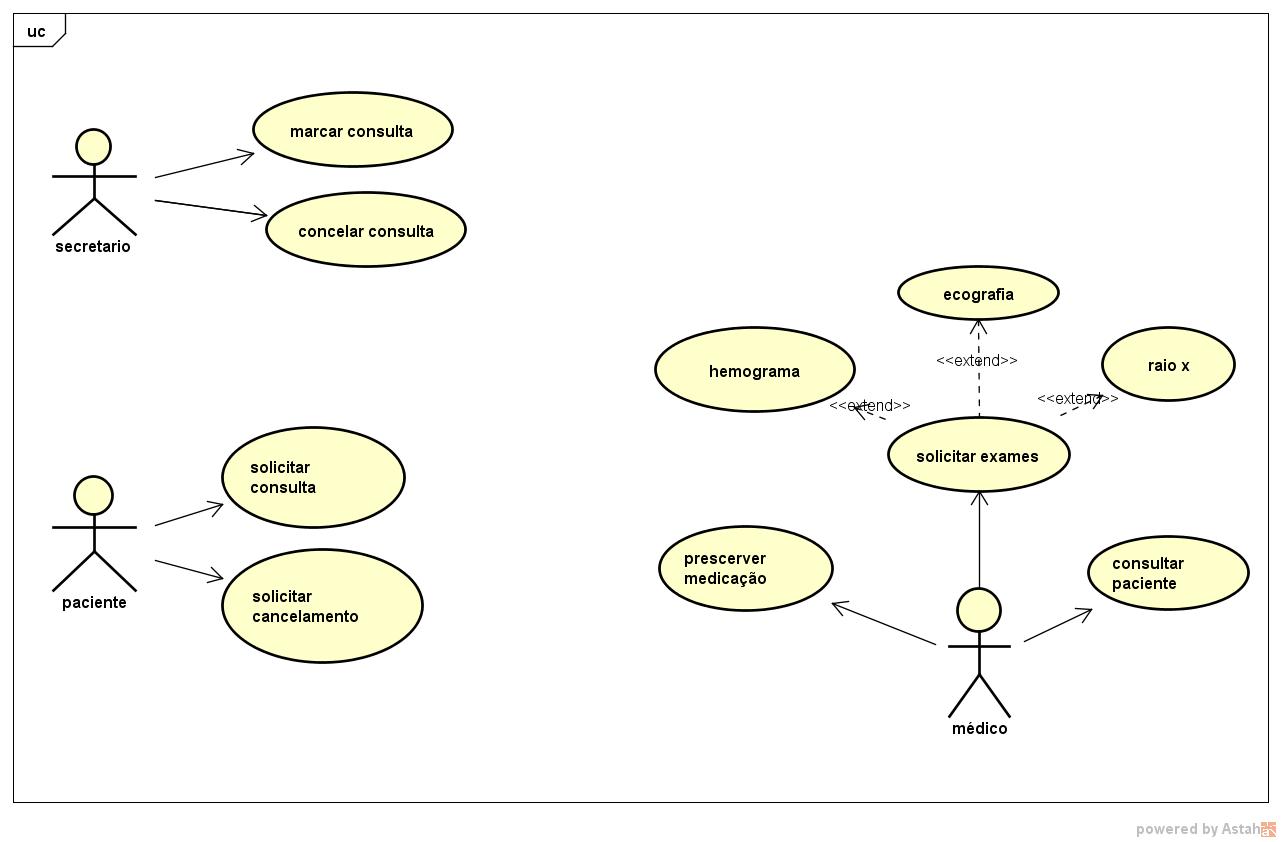 uc
marcar consulta
secretario
concelar consulta
ecografia
<<extend>>
hemograma
raio x
<<extend>>
<<extend>>
solicitar exames
solicitar
consulta
paciente
solicitar
cancelamento
prescerver
medicação
consultar
paciente
médico
powered by Astah